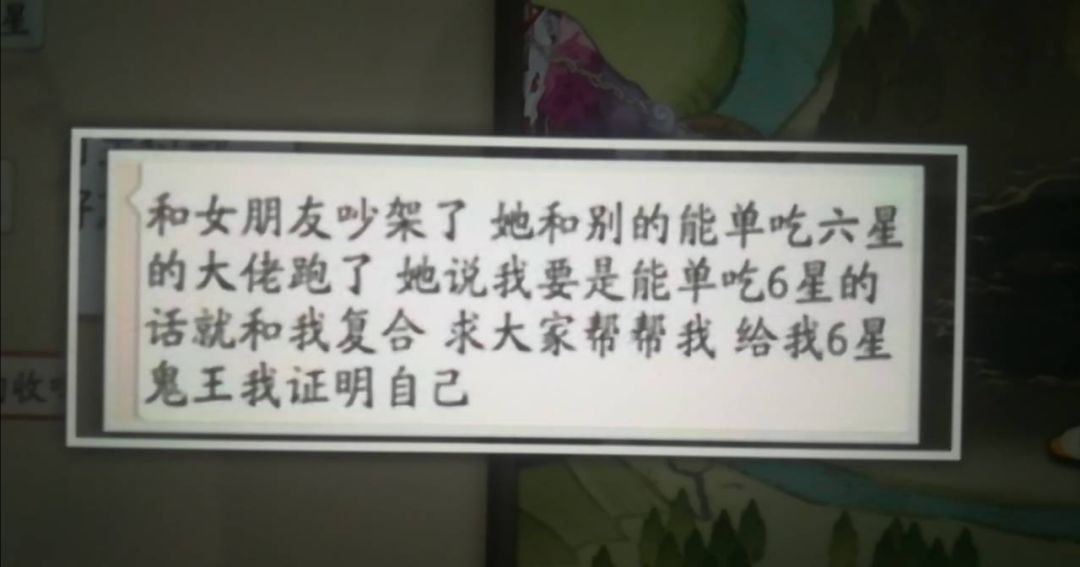 星
和女朋友吵架了 她和别的能单吃六星
的大佬跑了 她说我要是能单吃6星的
话就和我复合 求大家帮帮我 给我6星
鬼王我证明自己
收